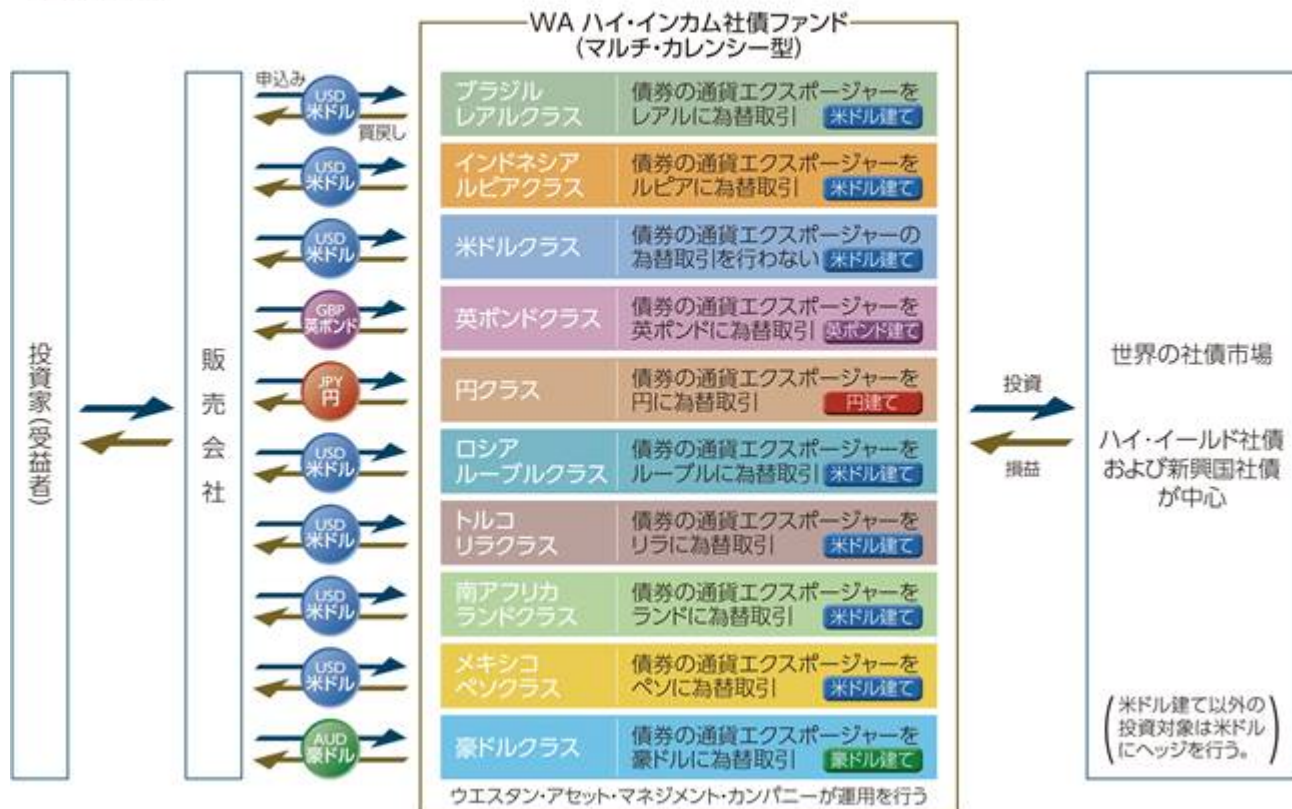 WA ハイ・インカム社債ファンド
(マルチ・カレンシー型)
投資家(受益者)
販売会社
申込み
USD
米ドル
買戻し
ブラジル
レアルクラス
債券の通貨エクスポージャーを
レアルに為替取引 米ドル建て
USD
米ドル
インドネシア
ルピアクラス
債券の通貨エクスポージャーを
ルピアに為替取引 米ドル建て
USD
米ドル
米ドルクラス
債券の通貨エクスポージャーの
為替取引を行わない 米ドル建て
GBP
英ポンド
英ポンドクラス
債券の通貨エクスポージャーを
英ポンドに為替取引 英ポンド建て
JPY
円
円クラス
債券の通貨エクスポージャーを
円に為替取引 円建て
USD
米ドル
ロシア
ルーブルクラス
債券の通貨エクスポージャーを
ルーブルに為替取引 米ドル建て
USD
米ドル
トルコ
リラクラス
債券の通貨エクスポージャーを
リラに為替取引 米ドル建て
USD
米ドル
南アフリカ
ランドクラス
債券の通貨エクスポージャーを
ランドに為替取引 米ドル建て
USD
米ドル
メキシコ
ペソクラス
債券の通貨エクスポージャーを
ペソに為替取引 米ドル建て
AUD
豪ドル
豪ドルクラス
債券の通貨エクスポージャーを
豪ドルに為替取引 豪ドル建て
ウエスタン・アセット・マネジメント・カンパニーが運用を行う
投資
損益
世界の社債市場
ハイ・イールド社債
および新興国社債
が中心
(米ドル建て以外の
投資対象は米ドル
にヘッジを行う。)